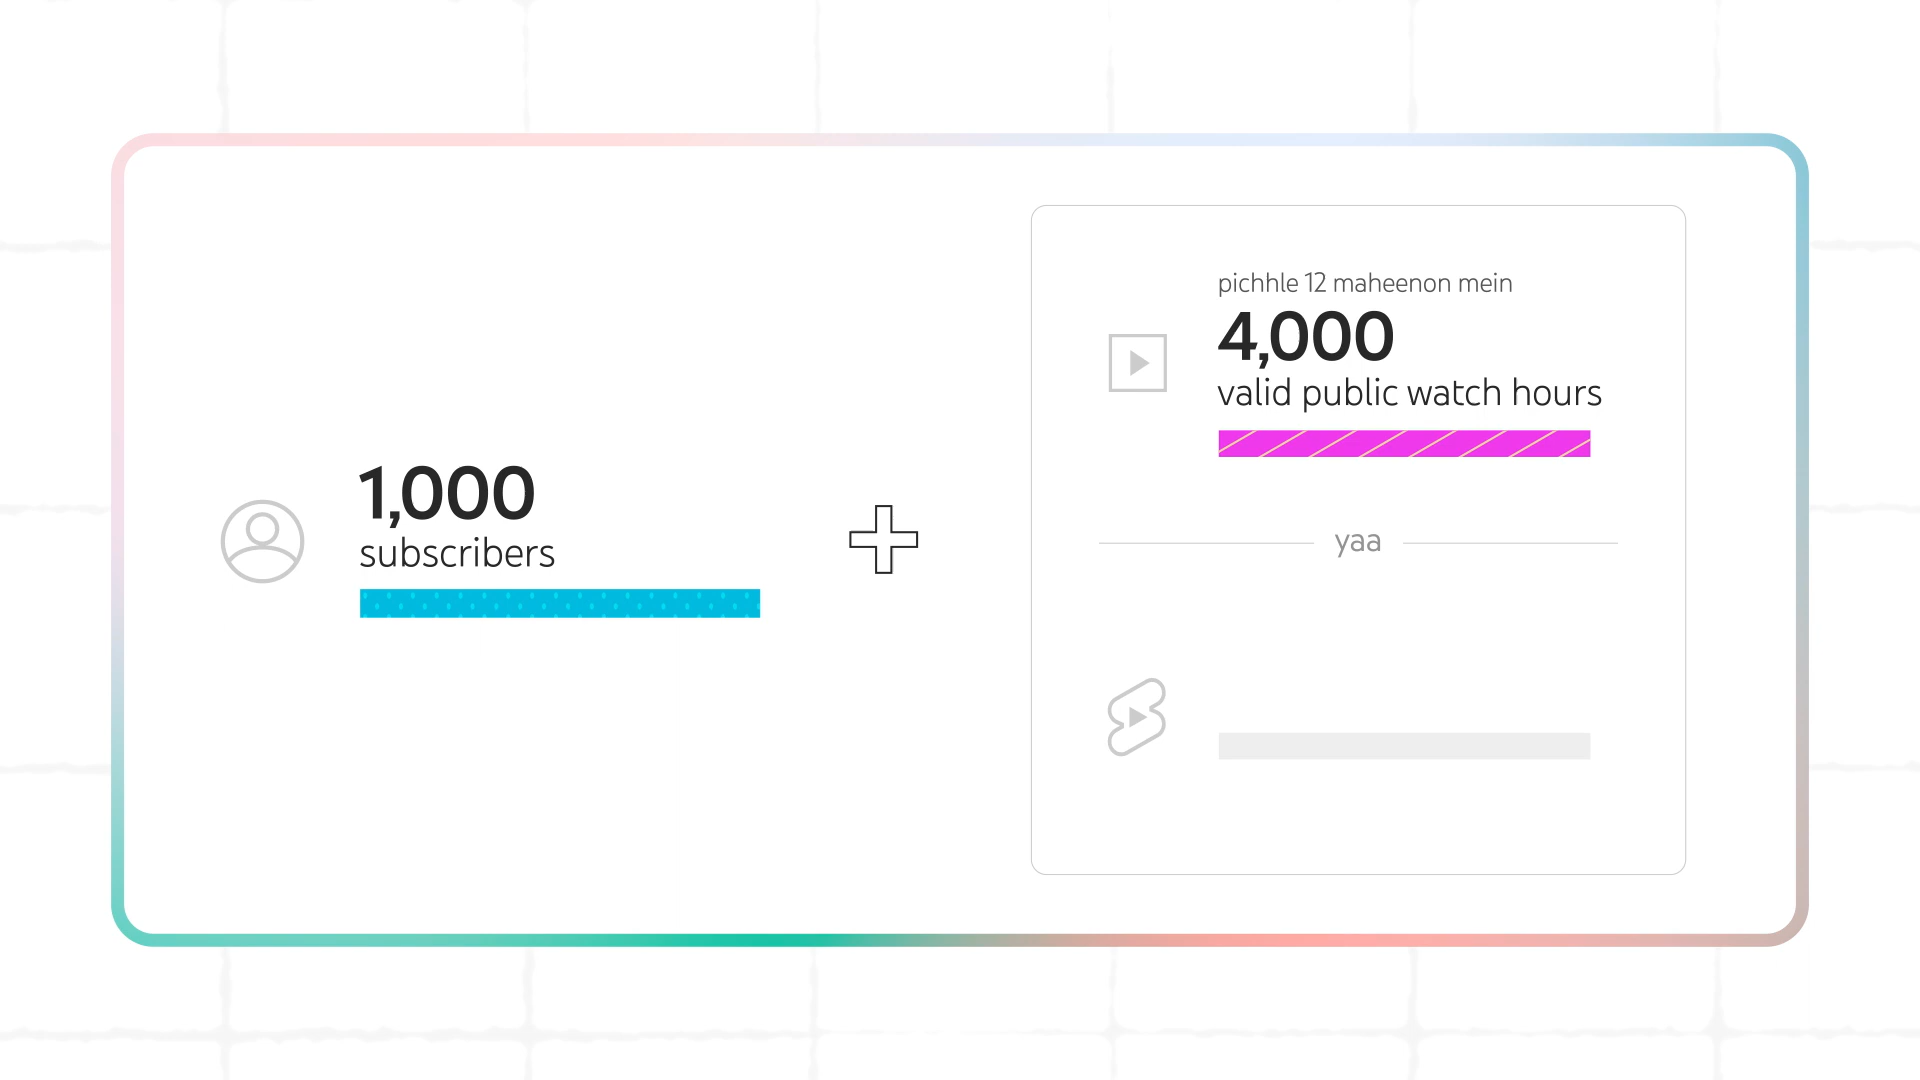 1,000
subscribers
pichhle 12 maheenon mein
4,000
valid public watch hours
yaa